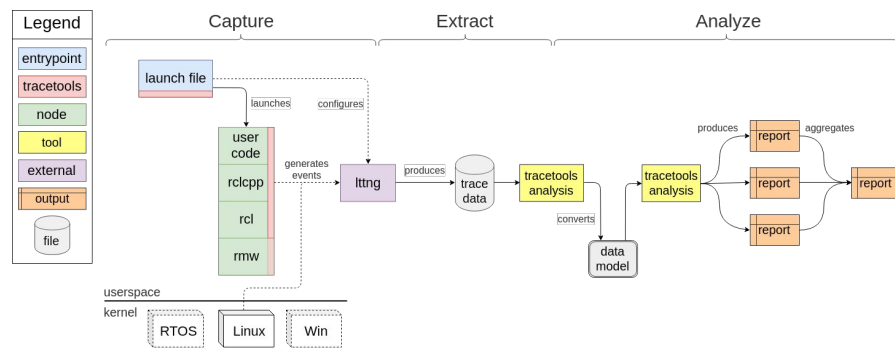 Legend
entrypoint
tracetools
node
tool
external
output
file
Capture
Extract
Analyze
launch file
launches
configures
user
code
rclcpp
rcl
rmw
generates
events
lttng
produces
trace
data
tracetools
analysis
converts
data
model
tracetools
analysis
produces
aggregates
report
report
report
report
userspace
kernel
RTOS
Linux
Win